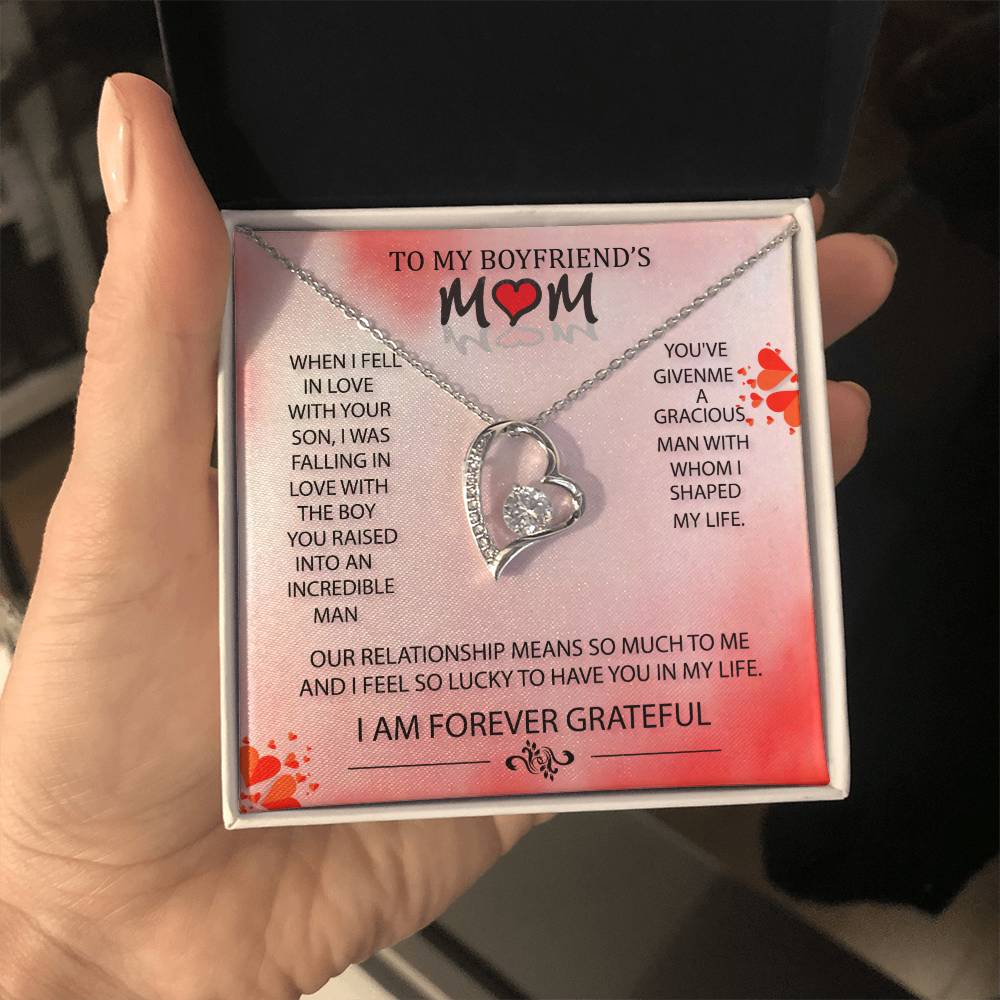 TO MY BOYFRIEND'S
MOM
WHEN I FELL
IN LOVE
WITH YOUR
SON, I WAS
FALLING IN
LOVE WITH
THE BOY
YOU RAISED
INTO AN
INCREDIBLE
MAN
YOU'VE
GIVENME
A
GRACIOUS,
MAN WITH
WHOM I
SHAPED
MY LIFE.
OUR RELATIONSHIP MEANS SO MUCH TO ME
AND I FEEL SO LUCKY TO HAVE YOU IN MY LIFE.
I AM FOREVER GRATEFUL